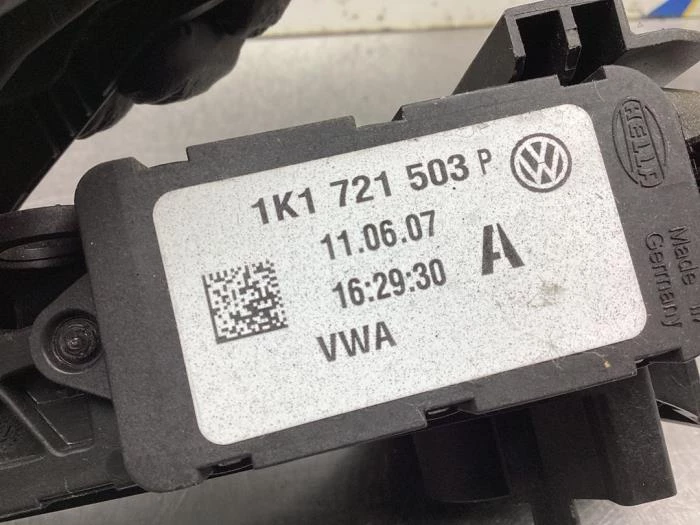 1K1 721 503 P
11.06.07
16:29:30
A
VWA
HELLA
Made in
Germany